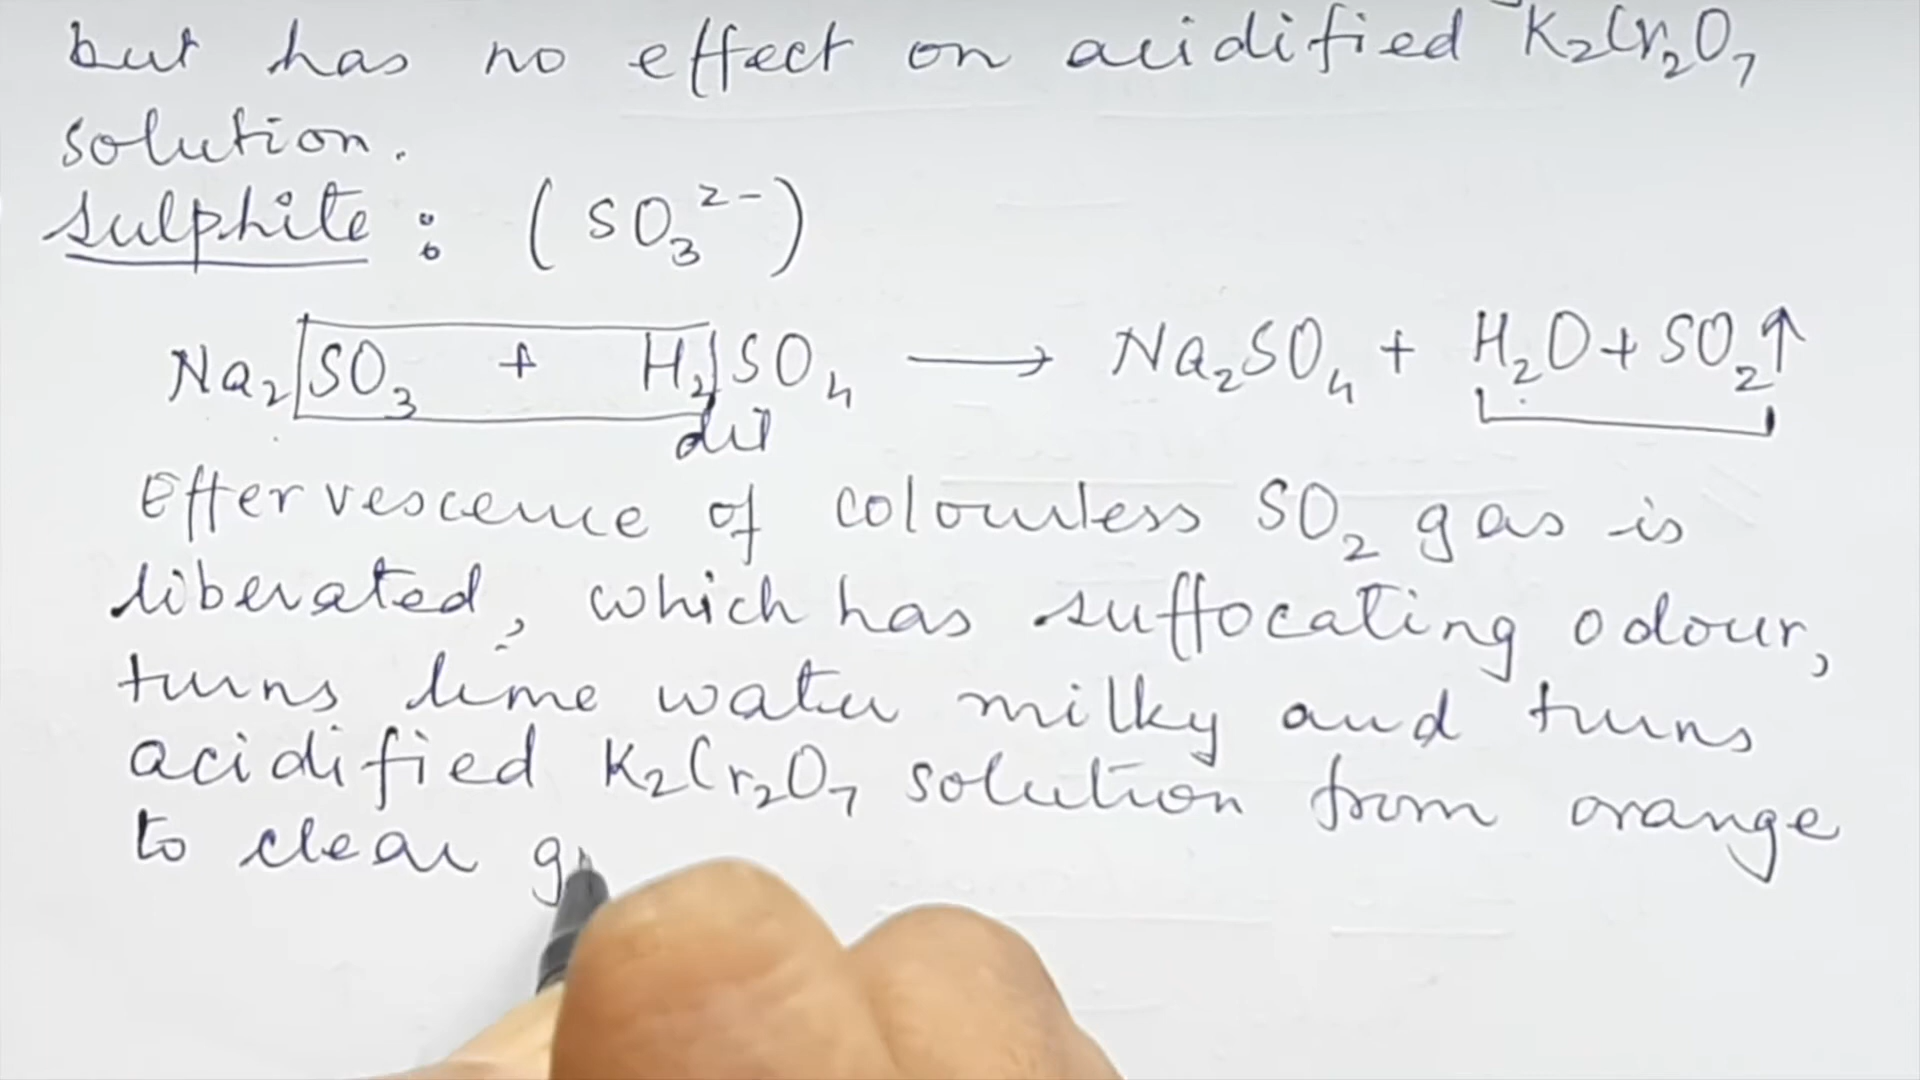 but has no effect on acidified K₂Cr₂O₇
solution.
sulphite : (SO₃²⁻)
Na₂SO₃ + H₂SO₄ ⟶ Na₂SO₄ + H₂O + SO₂↑
dil
Effervescence of colourless SO₂ gas is
liberated, which has suffocating odour,
turns lime water milky and turns
acidified K₂Cr₂O₇ solution from orange
to clear g